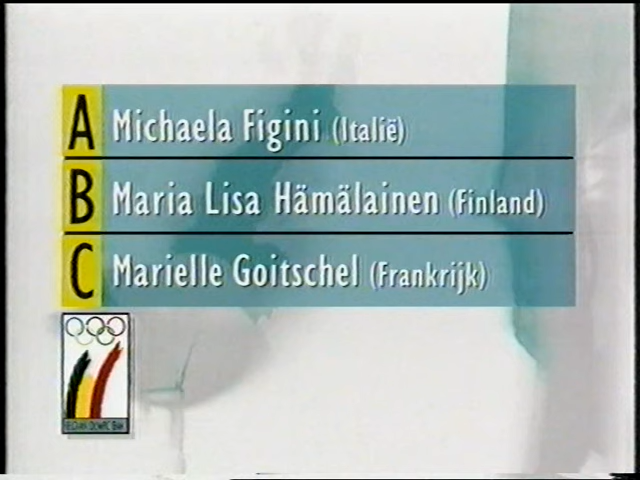 A Michaela Figini (Italië)
B Maria Lisa Hämälainen (Finland)
C Marielle Goitschel (Frankrijk)